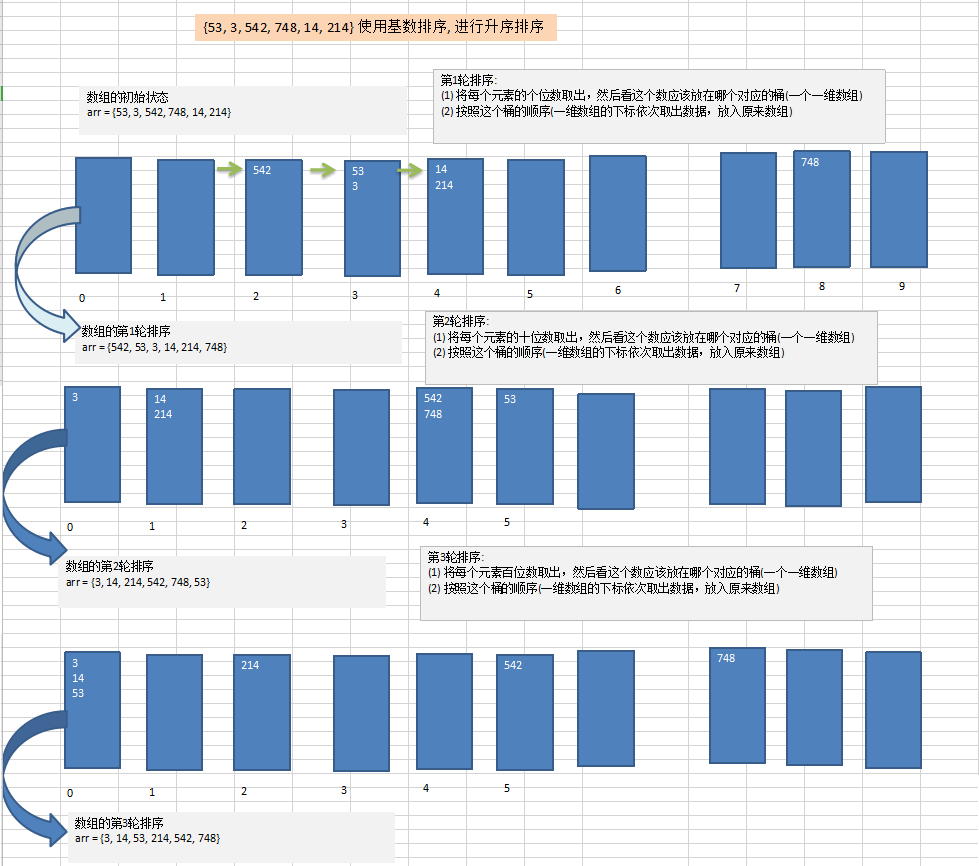 {53, 3, 542, 748, 14, 214} 使用基数排序, 进行升序排序
数组的初始状态
arr = {53, 3, 542, 748, 14, 214}
第1轮排序:
(1) 将每个元素的个位数取出，然后看这个数应该放在哪个对应的桶(一个一维数组)
(2) 按照这个桶的顺序(一维数组的下标依次取出数据，放入原来数组)
542
53
3
14
214
748
0
1
2
3
4
5
6
7
8
9
数组的第1轮排序
arr = {542, 53, 3, 14, 214, 748}
第2轮排序:
(1) 将每个元素的十位数取出，然后看这个数应该放在哪个对应的桶(一个一维数组)
(2) 按照这个桶的顺序(一维数组的下标依次取出数据，放入原来数组)
3
14
214
542
748
53
0
1
2
3
4
5
数组的第2轮排序
arr = {3, 14, 214, 542, 748, 53}
第3轮排序:
(1) 将每个元素百位数取出，然后看这个数应该放在哪个对应的桶(一个一维数组)
(2) 按照这个桶的顺序(一维数组的下标依次取出数据，放入原来数组)
3
14
53
214
542
748
0
1
2
3
4
5
数组的第3轮排序
arr = {3, 14, 53, 214, 542, 748}